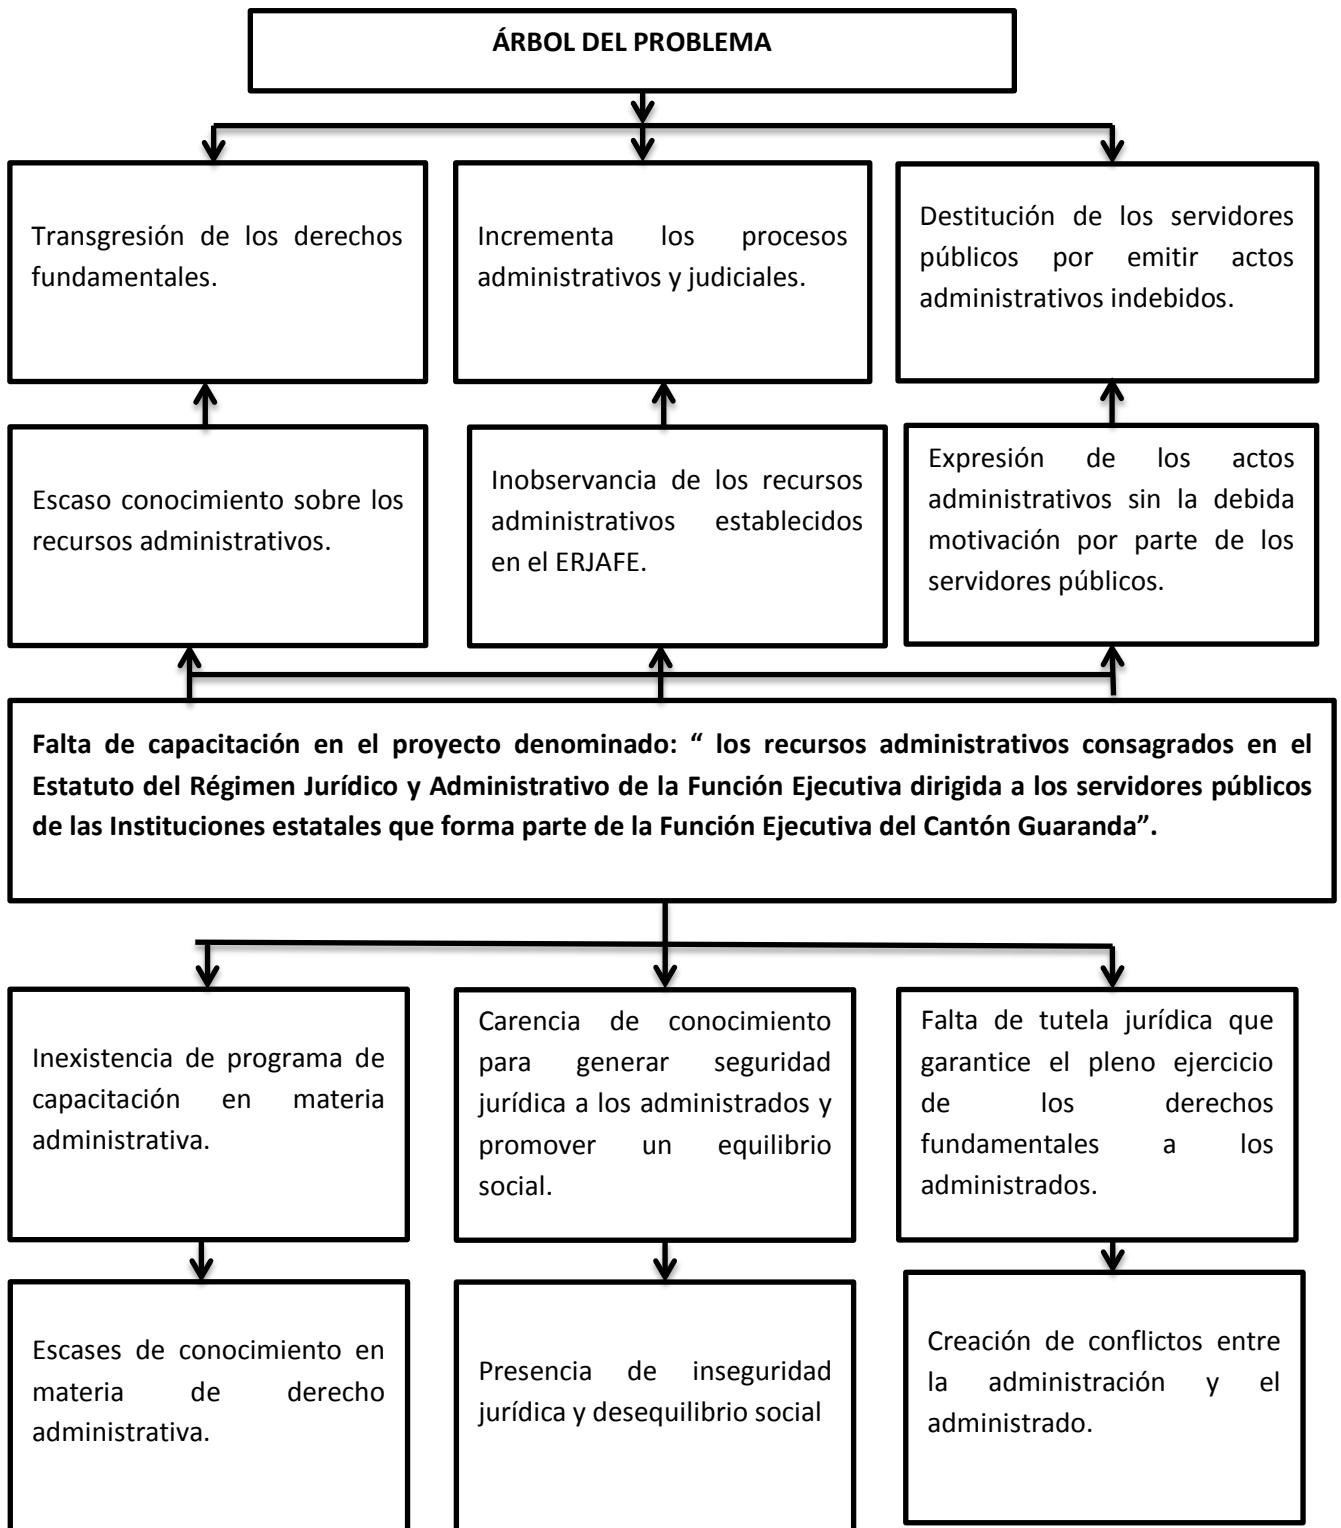 ÁRBOL DEL PROBLEMA
Transgresión de los derechos
fundamentales.
Incrementa los procesos
administrativos y judiciales.
Destitución de los servidores
públicos por emitir actos
administrativos indebidos.
Escaso conocimiento sobre los
recursos administrativos.
Inobservancia de los recursos
administrativos establecidos
en el ERJAFE.
Expresión de los actos
administrativos sin la debida
motivación por parte de los
servidores públicos.
Falta de capacitación en el proyecto denominado: “ los recursos administrativos consagrados en el
Estatuto del Régimen Jurídico y Administrativo de la Función Ejecutiva dirigida a los servidores públicos
de las Instituciones estatales que forma parte de la Función Ejecutiva del Cantón Guaranda”.
Inexistencia de programa de
capacitación en materia
administrativa.
Carencia de conocimiento
para generar seguridad
jurídica a los administrados y
promover un equilibrio
social.
Falta de tutela jurídica que
garantice el pleno ejercicio
de los derechos
fundamentales a los
administrados.
Escases de conocimiento en
materia de derecho
administrativa.
Presencia de inseguridad
jurídica y desequilibrio social
Creación de conflictos entre
la administración y el
administrado.